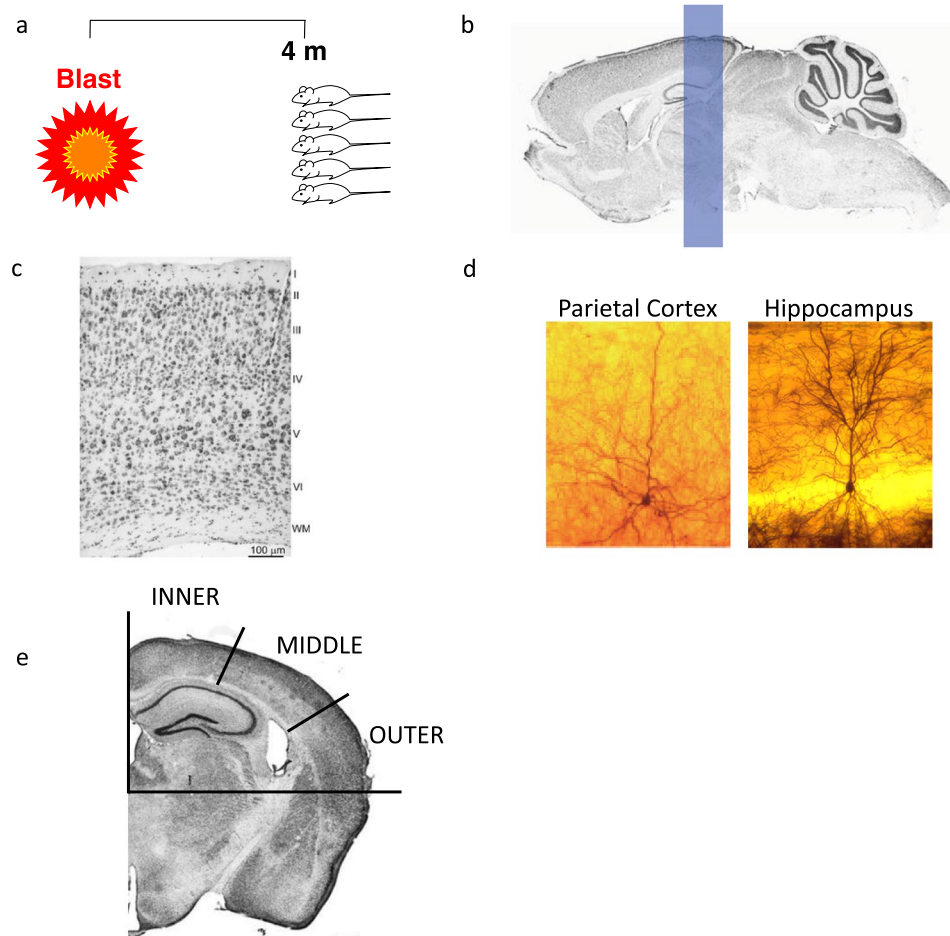 a
4 m
Blast
b
c
I
II
III
IV
V
VI
WM
100 μm
d
Parietal Cortex
Hippocampus
e
INNER
MIDDLE
OUTER
I